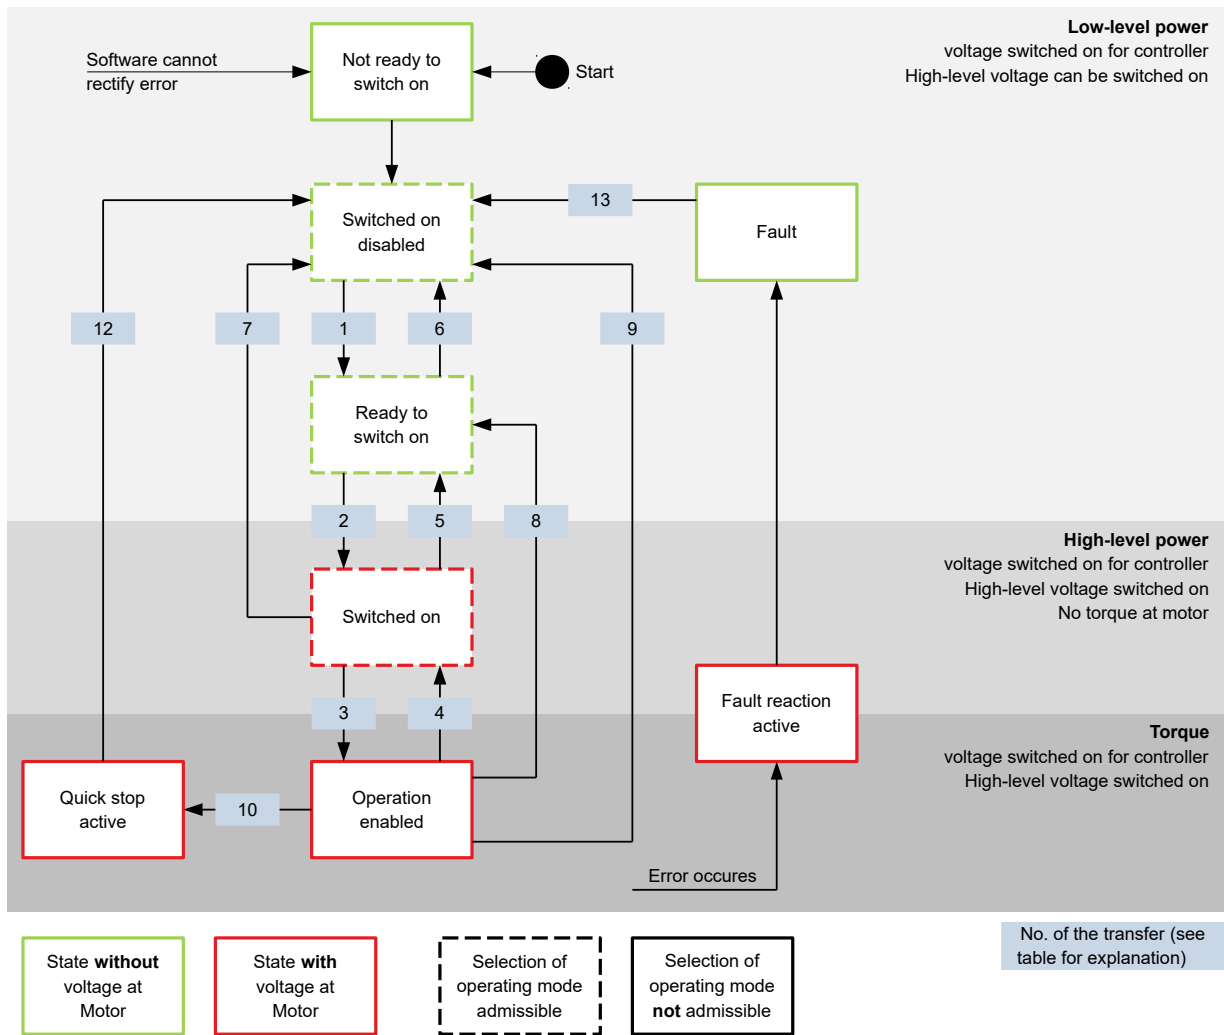 Low-level power
voltage switched on for controller
High-level voltage can be switched on
Software cannot
rectify error
Not ready to
switch on
Start
Switched on
disabled
13
Fault
12
7
1
6
9
Ready to
switch on
2
5
8
High-level power
voltage switched on for controller
High-level voltage switched on
No torque at motor
Switched on
3
4
Fault reaction
active
Torque
voltage switched on for controller
High-level voltage switched on
Quick stop
active
10
Operation
enabled
Error occures
State without
voltage at
Motor
State with
voltage at
Motor
Selection of
operating mode
admissible
Selection of
operating mode
not admissible
No. of the transfer (see
table for explanation)